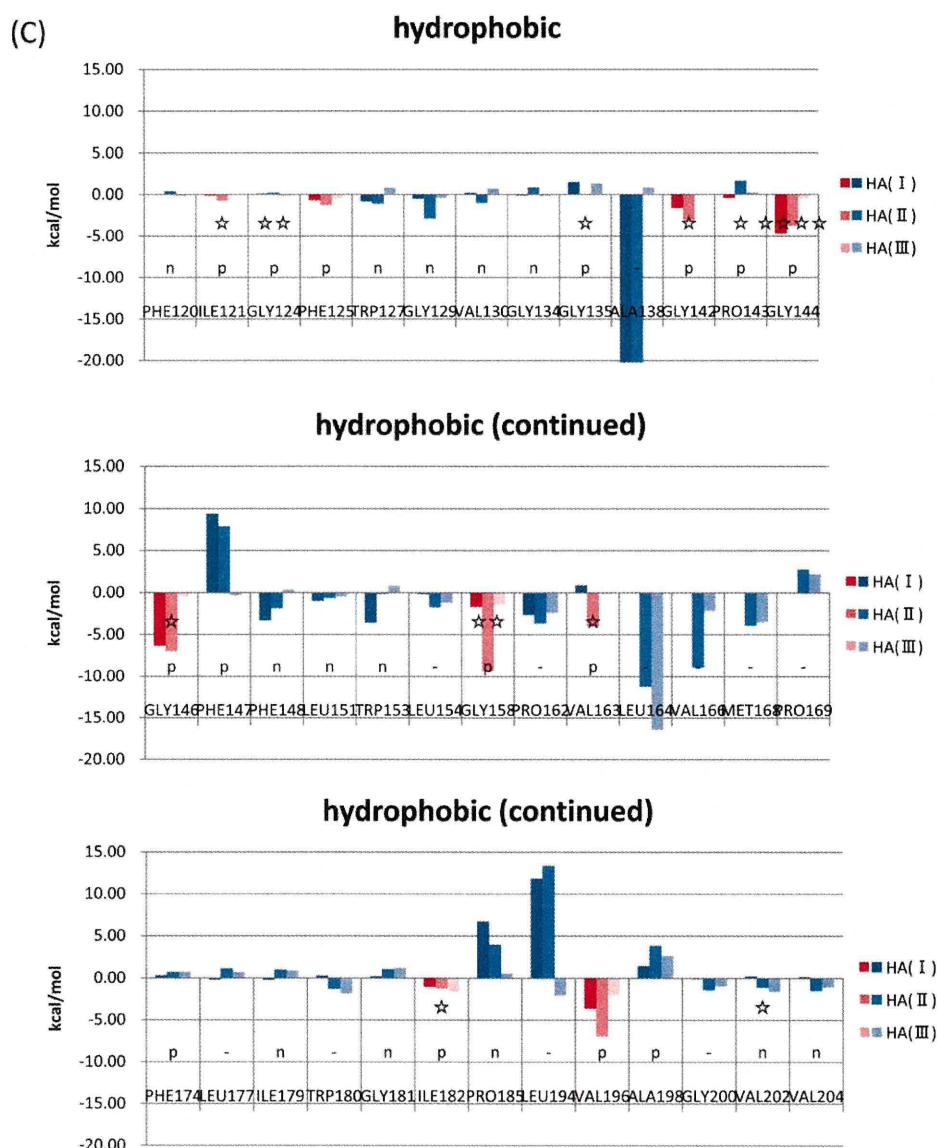 (C)
hydrophobic
15.00
10.00
5.00
0.00
-5.00
-10.00
-15.00
-20.00
kcal/mol
n p p p n n n n p - p p p
PHE120 ILE121 GLY124 PHE125 TRP127 GLY129 VAL130 GLY134 GLY135 ALA138 GLY142 PRO143 GLY144
HA(Ⅰ)
HA(Ⅱ)
HA(Ⅲ)
hydrophobic (continued)
15.00
10.00
5.00
0.00
-5.00
-10.00
-15.00
-20.00
kcal/mol
p p n n n - p - p - - - -
GLY146 PHE147 PHE148 LEU151 TRP153 LEU154 GLY158 PRO162 VAL163 LEU164 VAL166 MET168 PRO169
HA(Ⅰ)
HA(Ⅱ)
HA(Ⅲ)
hydrophobic (continued)
15.00
10.00
5.00
0.00
-5.00
-10.00
-15.00
-20.00
kcal/mol
p - n - n p n - p p - n n
PHE174 LEU177 ILE179 TRP180 GLY181 ILE182 PRO185 LEU194 VAL196 ALA198 GLY200 VAL202 VAL204
HA(Ⅰ)
HA(Ⅱ)
HA(Ⅲ)